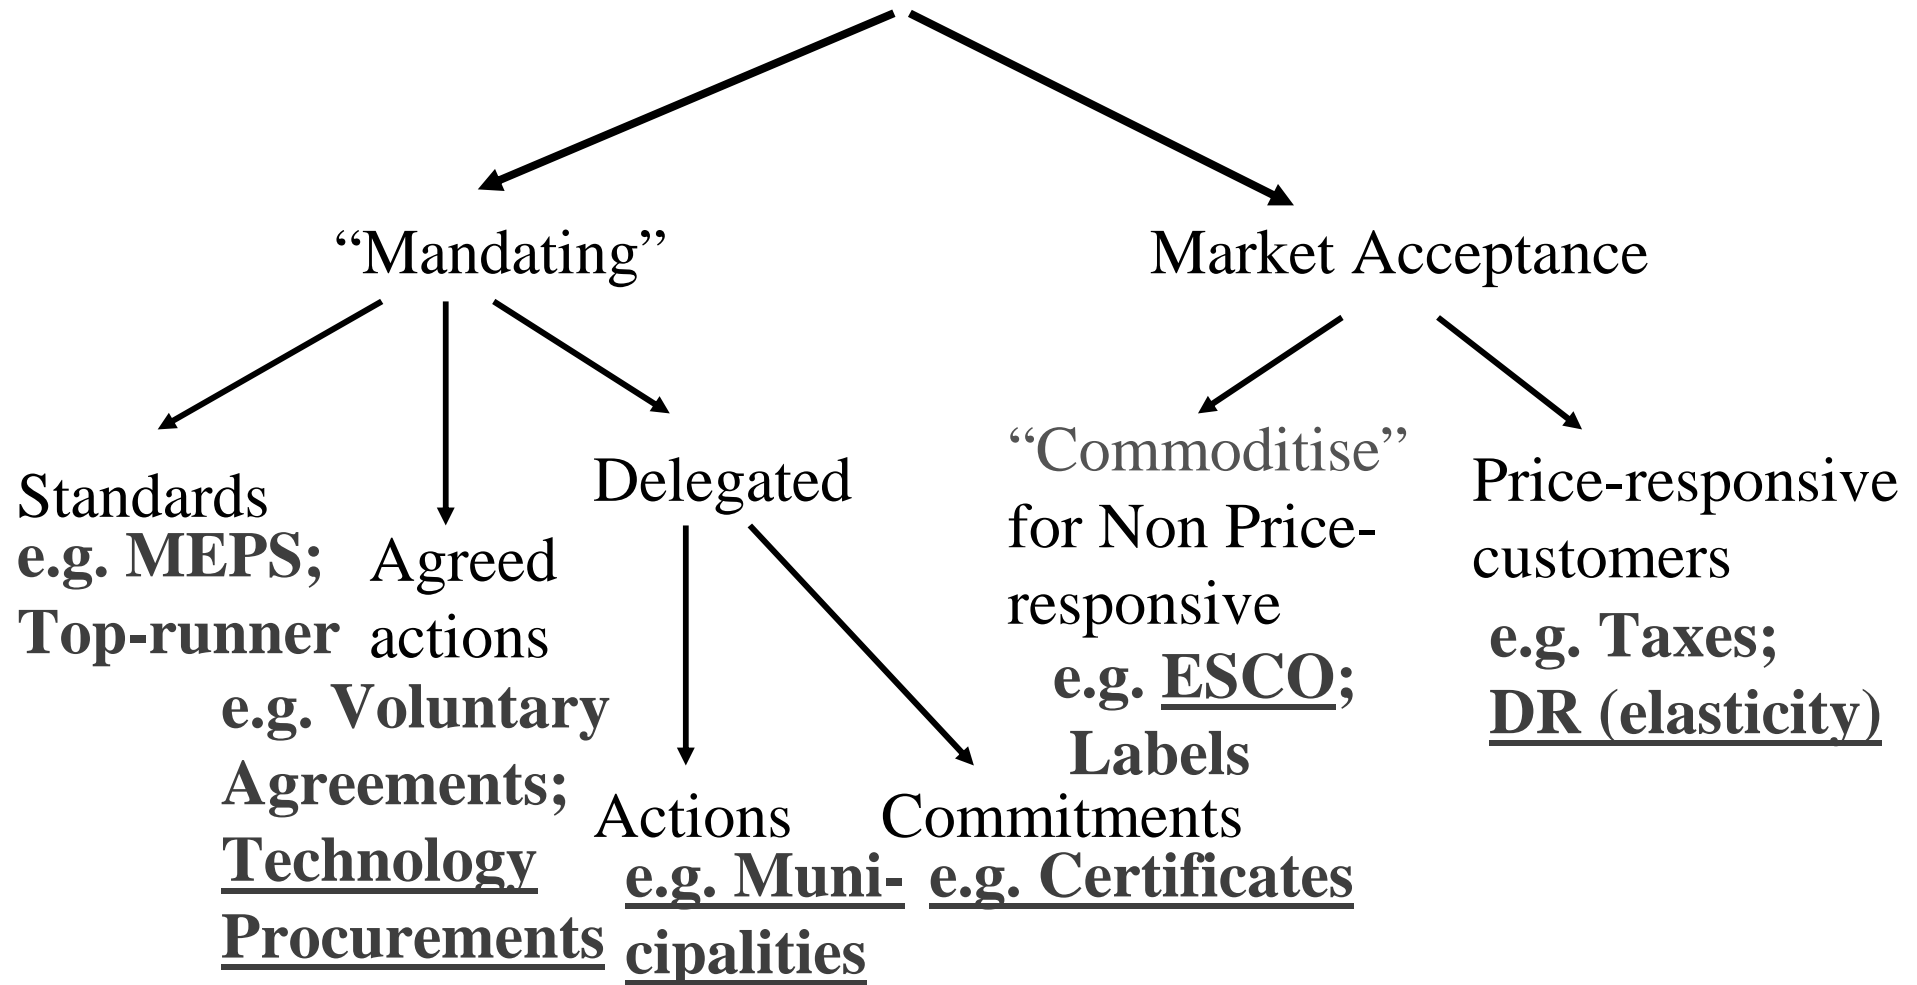 “Mandating”
Market Acceptance
Standards
e.g. MEPS;
Top-runner
Agreed
actions
e.g. Voluntary
Agreements;
Technology
Procurements
Delegated
Actions
e.g. Muni-
cipalities
Commitments
e.g. Certificates
“Commoditise”
for Non Price-
responsive
e.g. ESCO;
Labels
Price-responsive
customers
e.g. Taxes;
DR (elasticity)